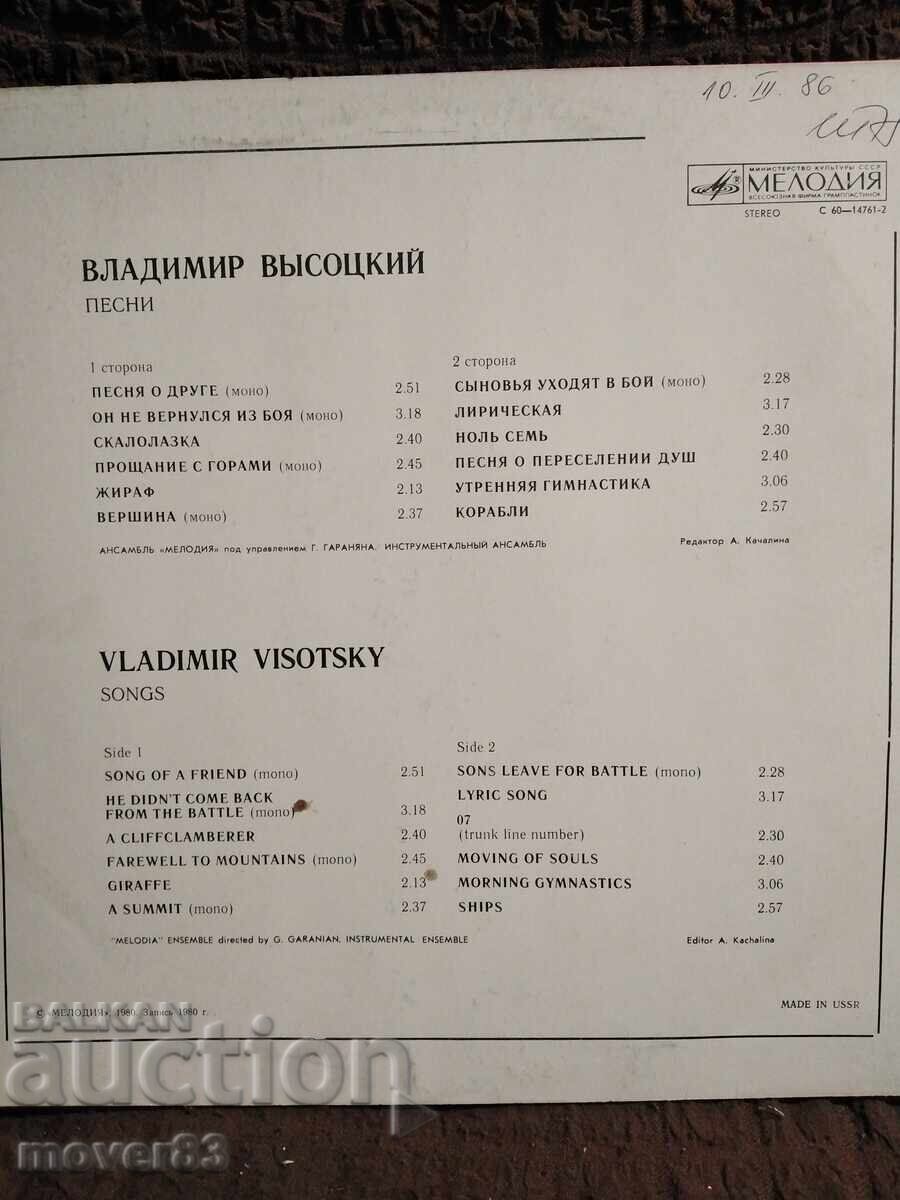 10. III. 86
МИНИСТЕРСТВО КУЛЬТУРЫ СССР
МЕЛОДИЯ
ВСЕСОЮЗНАЯ ФИРМА ГРАМПЛАСТИНОК
STEREO С 60—14761-2
ВЛАДИМИР ВЫСОЦКИЙ
ПЕСНИ
1 сторона
ПЕСНЯ О ДРУГЕ (моно) 2.51
ОН НЕ ВЕРНУЛСЯ ИЗ БОЯ (моно) 3.18
СКАЛОЛАЗКА 2.40
ПРОЩАНИЕ С ГОРАМИ (моно) 2.45
ЖИРАФ 2.13
ВЕРШИНА (моно) 2.37
2 сторона
СЫНОВЬЯ УХОДЯТ В БОЙ (моно) 2.28
ЛИРИЧЕСКАЯ 3.17
НОЛЬ СЕМЬ 2.30
ПЕСНЯ О ПЕРЕСЕЛЕНИИ ДУШ 2.40
УТРЕННЯЯ ГИМНАСТИКА 3.06
КОРАБЛИ 2.57
АНСАМБЛЬ «МЕЛОДИЯ» под управлением Г. ГАРАНЯНА. ИНСТРУМЕНТАЛЬНЫЙ АНСАМБЛЬ
Редактор А. Качалина
VLADIMIR VISOTSKY
SONGS
Side 1
SONG OF A FRIEND (mono) 2.51
HE DIDN'T COME BACK
FROM THE BATTLE (mono) 3.18
A CLIFFCLAMBERER 2.40
FAREWELL TO MOUNTAINS (mono) 2.45
GIRAFFE 2.13
A SUMMIT (mono) 2.37
Side 2
SONS LEAVE FOR BATTLE (mono) 2.28
LYRIC SONG 3.17
07
(trunk line number) 2.30
MOVING OF SOULS 2.40
MORNING GYMNASTICS 3.06
SHIPS 2.57
"MELODIA" ENSEMBLE directed by G. GARANIAN. INSTRUMENTAL ENSEMBLE
Editor A. Kachalina
© «МЕЛОДИЯ», 1980. Запись 1980 г.
MADE IN USSR
BALKAN
auction
mover83